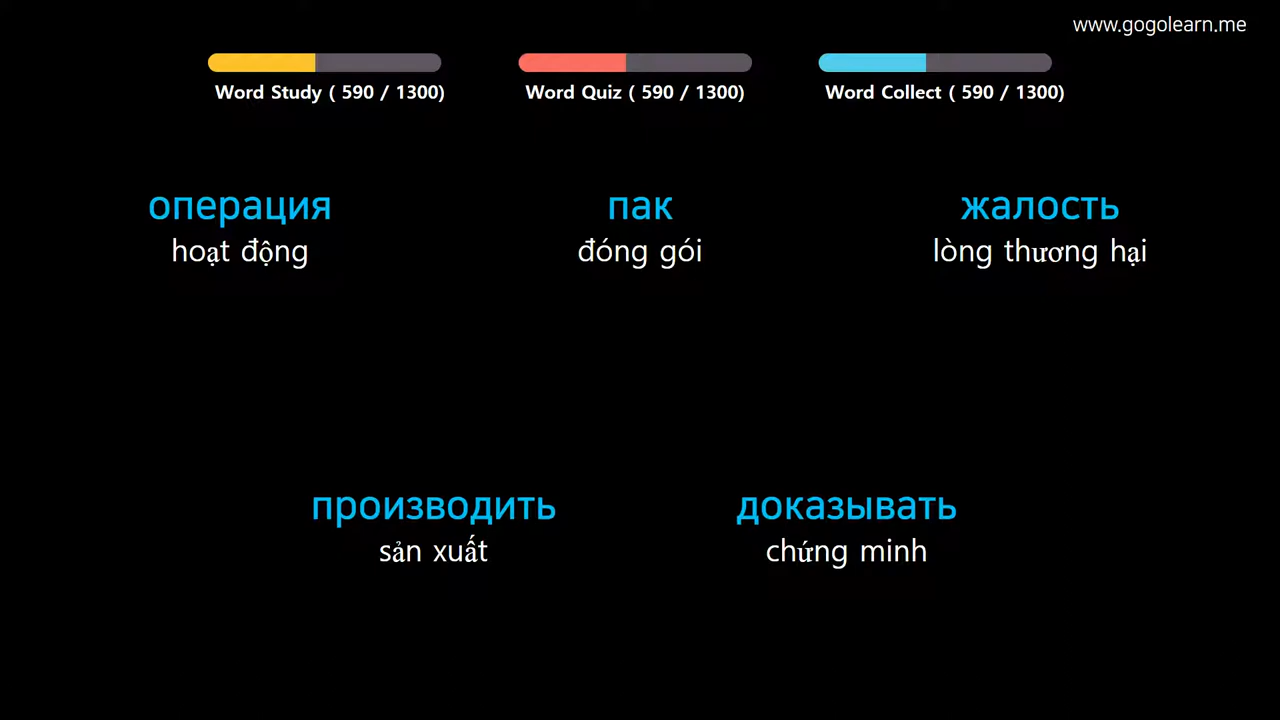 www.gogolearn.me
Word Study ( 590 / 1300)
Word Quiz ( 590 / 1300)
Word Collect ( 590 / 1300)
операция
hoạt động
пак
đóng gói
жалость
lòng thương hại
производить
sản xuất
доказывать
chứng minh